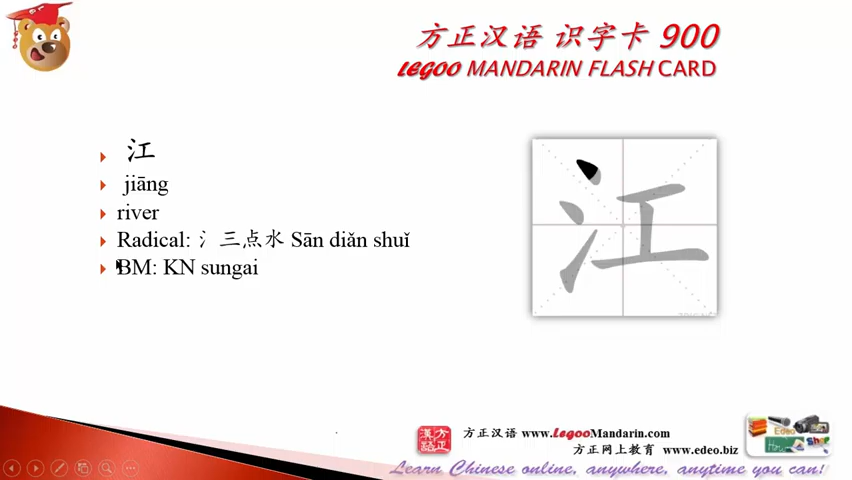 方正汉语 识字卡 900
LEGOO MANDARIN FLASH CARD
江
jiāng
river
Radical: 氵三点水 Sān diǎn shuǐ
BM: KN sungai
江
方正汉语 www.LegooMandarin.com
方正网上教育 www.edeo.biz
Learn Chinese online, anywhere, anytime you can!